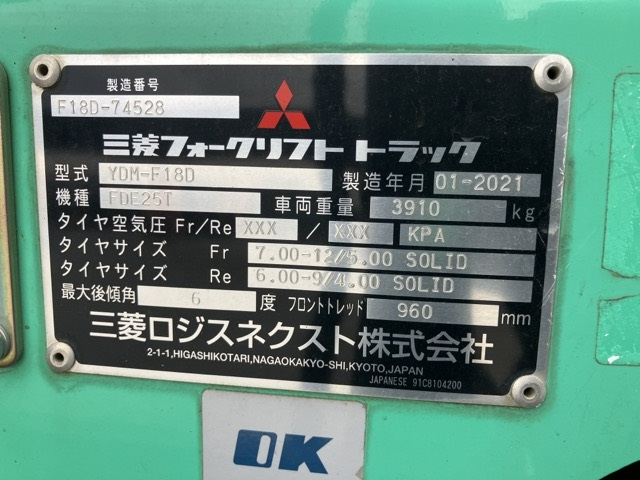 製造番号
F18D-74528
三菱フォークリフト トラック
型式 YDM-F18D 製造年月 01-2021
機種 FDE25T 車両重量 3910 kg
タイヤ空気圧 Fr/Re XXX / XXX KPA
タイヤサイズ Fr 7.00-12/5.00 SOLID
タイヤサイズ Re 6.00-9/4.00 SOLID
最大後傾角 6 度 フロントトレッド 960 mm
三菱ロジスネクスト株式会社
2-1-1,HIGASHIKOTARI,NAGAOKAKYO-SHI,KYOTO,JAPAN
JAPANESE 91C8104200
OK